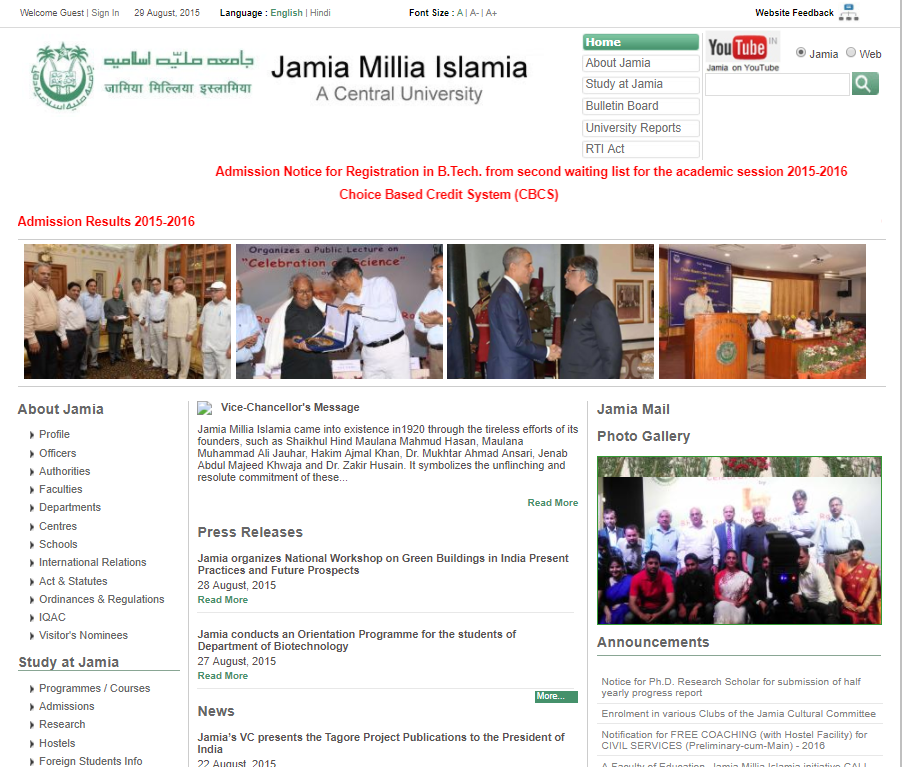 Welcome Guest | Sign In 29 August, 2015 Language : English | Hindi Font Size : A | A- | A+ Website Feedback
جامعه ملیّه اسلامیه
जामिया मिल्लिया इस्लामिया
Jamia Millia Islamia
A Central University
Home
About Jamia
Study at Jamia
Bulletin Board
University Reports
RTI Act
YouTube IN
Jamia on YouTube
Jamia Web
Admission Notice for Registration in B.Tech. from second waiting list for the academic session 2015-2016
Choice Based Credit System (CBCS)
Admission Results 2015-2016
Organizes a Public Lecture on
"Celebration of Science"
About Jamia
Profile
Officers
Authorities
Faculties
Departments
Centres
Schools
International Relations
Act & Statutes
Ordinances & Regulations
IQAC
Visitor's Nominees
Study at Jamia
Programmes / Courses
Admissions
Research
Hostels
Foreign Students Info
Vice-Chancellor's Message
Jamia Millia Islamia came into existence in1920 through the tireless efforts of its
founders, such as Shaikhul Hind Maulana Mahmud Hasan, Maulana
Muhammad Ali Jauhar, Hakim Ajmal Khan, Dr. Mukhtar Ahmad Ansari, Jenab
Abdul Majeed Khwaja and Dr. Zakir Husain. It symbolizes the unflinching and
resolute commitment of these...
Read More
Press Releases
Jamia organizes National Workshop on Green Buildings in India Present
Practices and Future Prospects
28 August, 2015
Read More
Jamia conducts an Orientation Programme for the students of
Department of Biotechnology
27 August, 2015
Read More
More...
News
Jamia's VC presents the Tagore Project Publications to the President of
India
22 August, 2015
Jamia Mail
Photo Gallery
Announcements
Notice for Ph.D. Research Scholar for submission of half
yearly progress report
Enrolment in various Clubs of the Jamia Cultural Committee
Notification for FREE COACHING (with Hostel Facility) for
CIVIL SERVICES (Preliminary-cum-Main) - 2016
A Faculty of Education, Jamia Millia Islamia initiative CALL